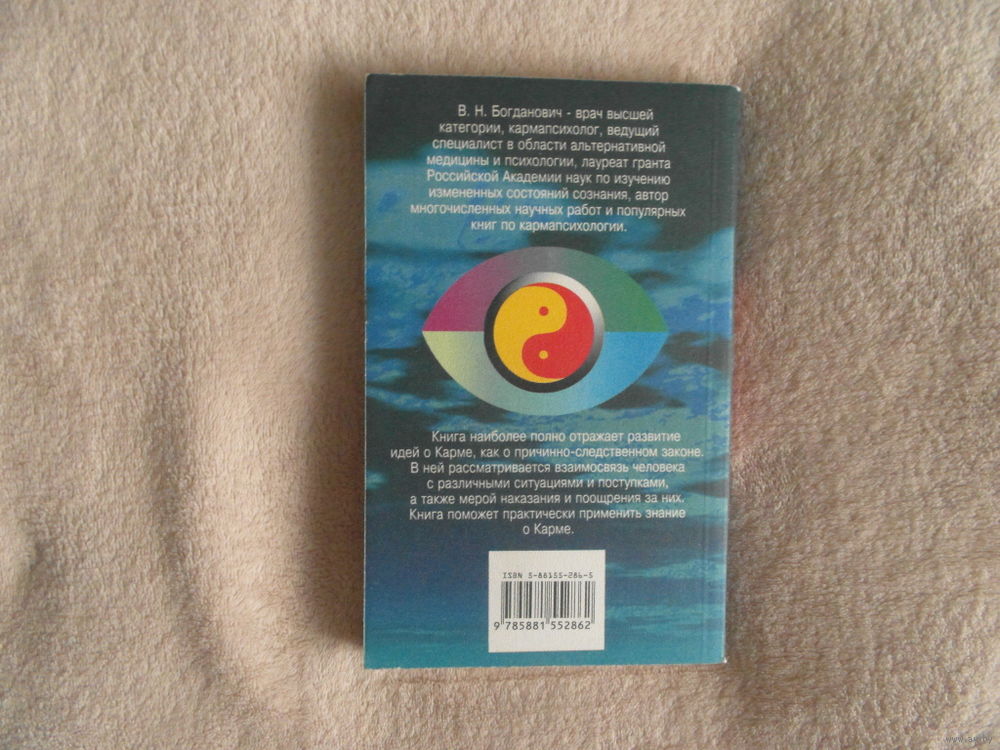 В. Н. Богданович - врач высшей
категории, кармапсихолог, ведущий
специалист в области альтернативной
медицины и психологии, лауреат гранта
Российской Академии наук по изучению
измененных состояний сознания, автор
многочисленных научных работ и популярных
книг по кармапсихологии.
Книга наиболее полно отражает развитие
идей о Карме, как о причинно-следственном законе.
В ней рассматривается взаимосвязь человека
с различными ситуациями и поступками,
а также мерой наказания и поощрения за них.
Книга поможет практически применить знание
о Карме.
ISBN 5-88155-286-5
9 785881 552862
www.ay.by